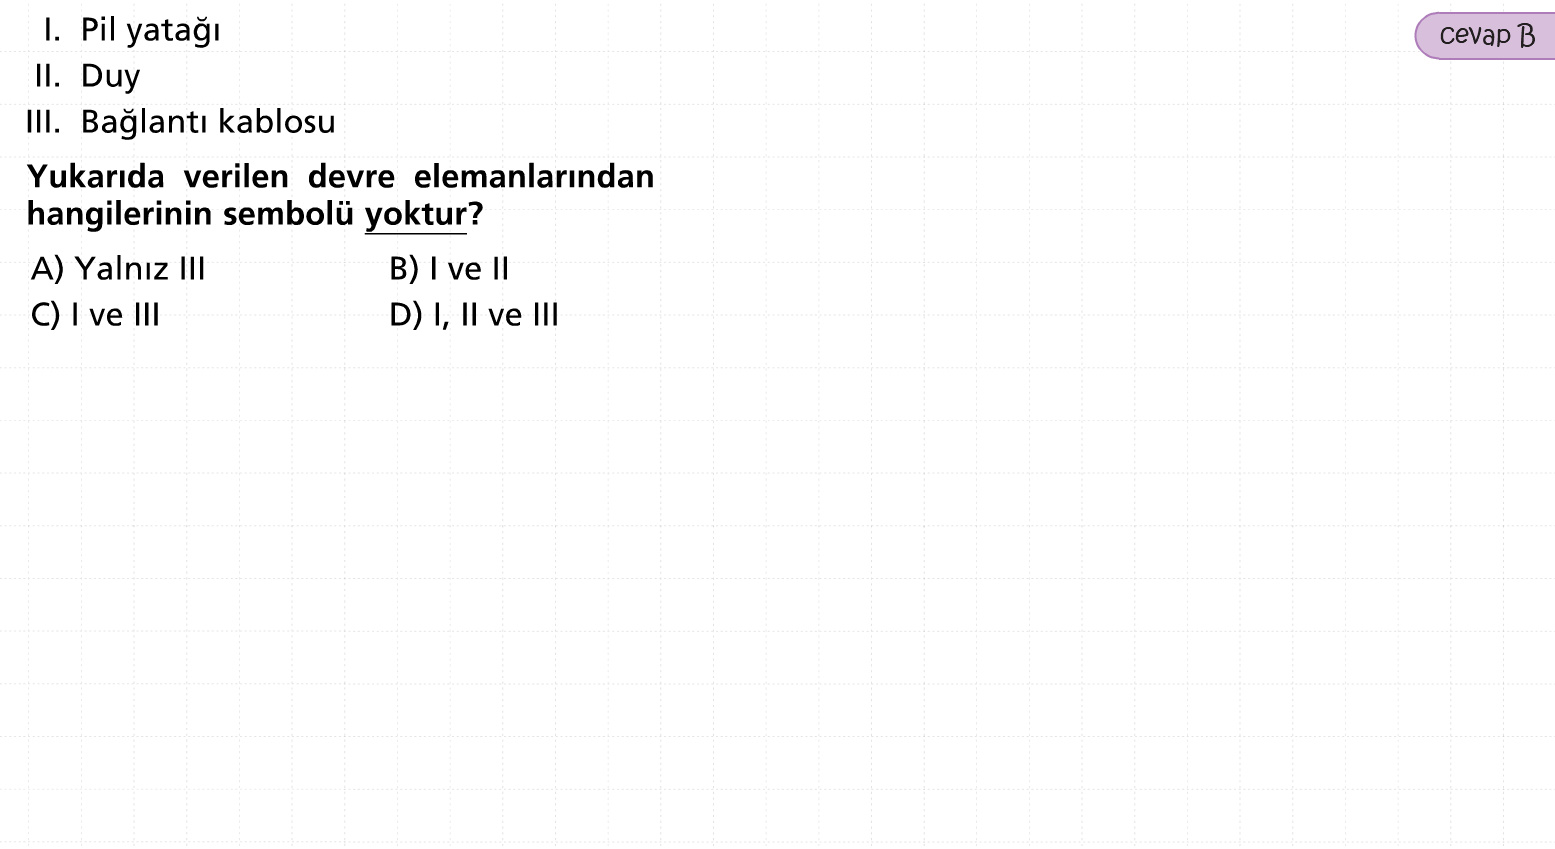 I. Pil yatağı
II. Duy
III. Bağlantı kablosu
Yukarıda verilen devre elemanlarından
hangilerinin sembolü yoktur?
A) Yalnız III
B) I ve II
C) I ve III
D) I, II ve III
cevap B